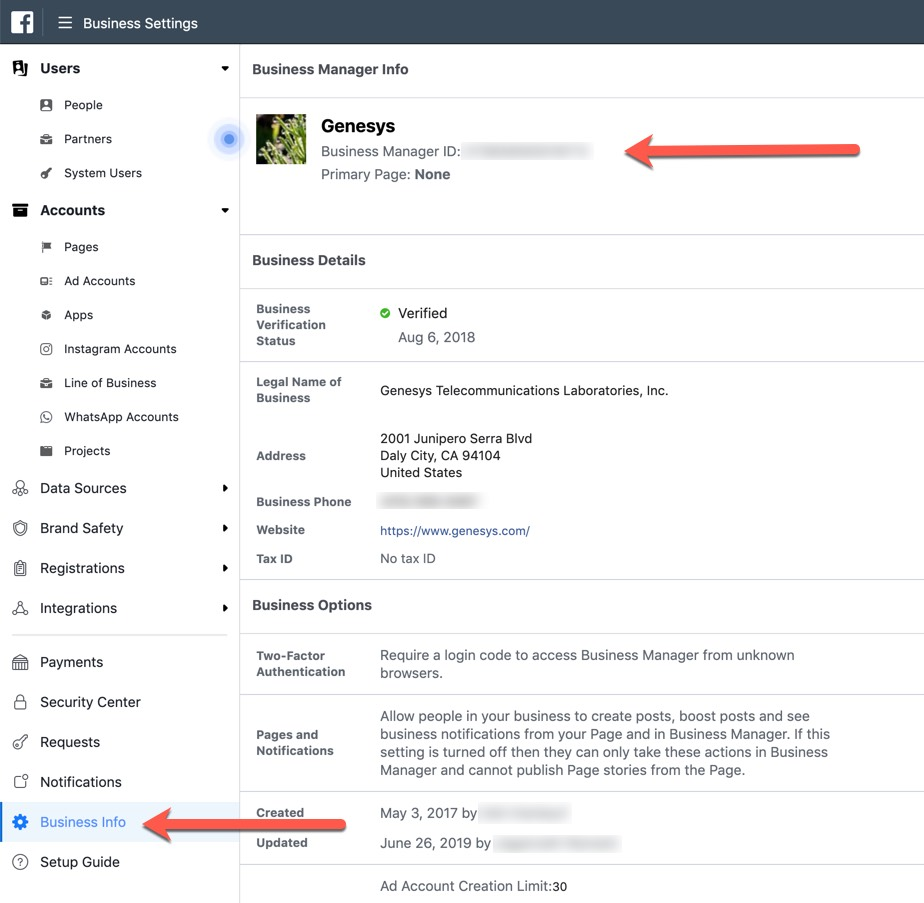 Business Settings
Users
People
Partners
System Users
Accounts
Pages
Ad Accounts
Apps
Instagram Accounts
Line of Business
WhatsApp Accounts
Projects
Data Sources
Brand Safety
Registrations
Integrations
Payments
Security Center
Requests
Notifications
Business Info
Setup Guide
Business Manager Info
Genesys
Business Manager ID:
Primary Page: None
Business Details
Business
Verification
Status
Verified
Aug 6, 2018
Legal Name of
Business
Genesys Telecommunications Laboratories, Inc.
Address
2001 Junipero Serra Blvd
Daly City, CA 94104
United States
Business Phone
Website
https://www.genesys.com/
Tax ID
No tax ID
Business Options
Two-Factor
Authentication
Require a login code to access Business Manager from unknown
browsers.
Pages and
Notifications
Allow people in your business to create posts, boost posts and see
business notifications from your Page and in Business Manager. If this
setting is turned off then they can only take these actions in Business
Manager and cannot publish Page stories from the Page.
Created
May 3, 2017 by
Updated
June 26, 2019 by
Ad Account Creation Limit:30